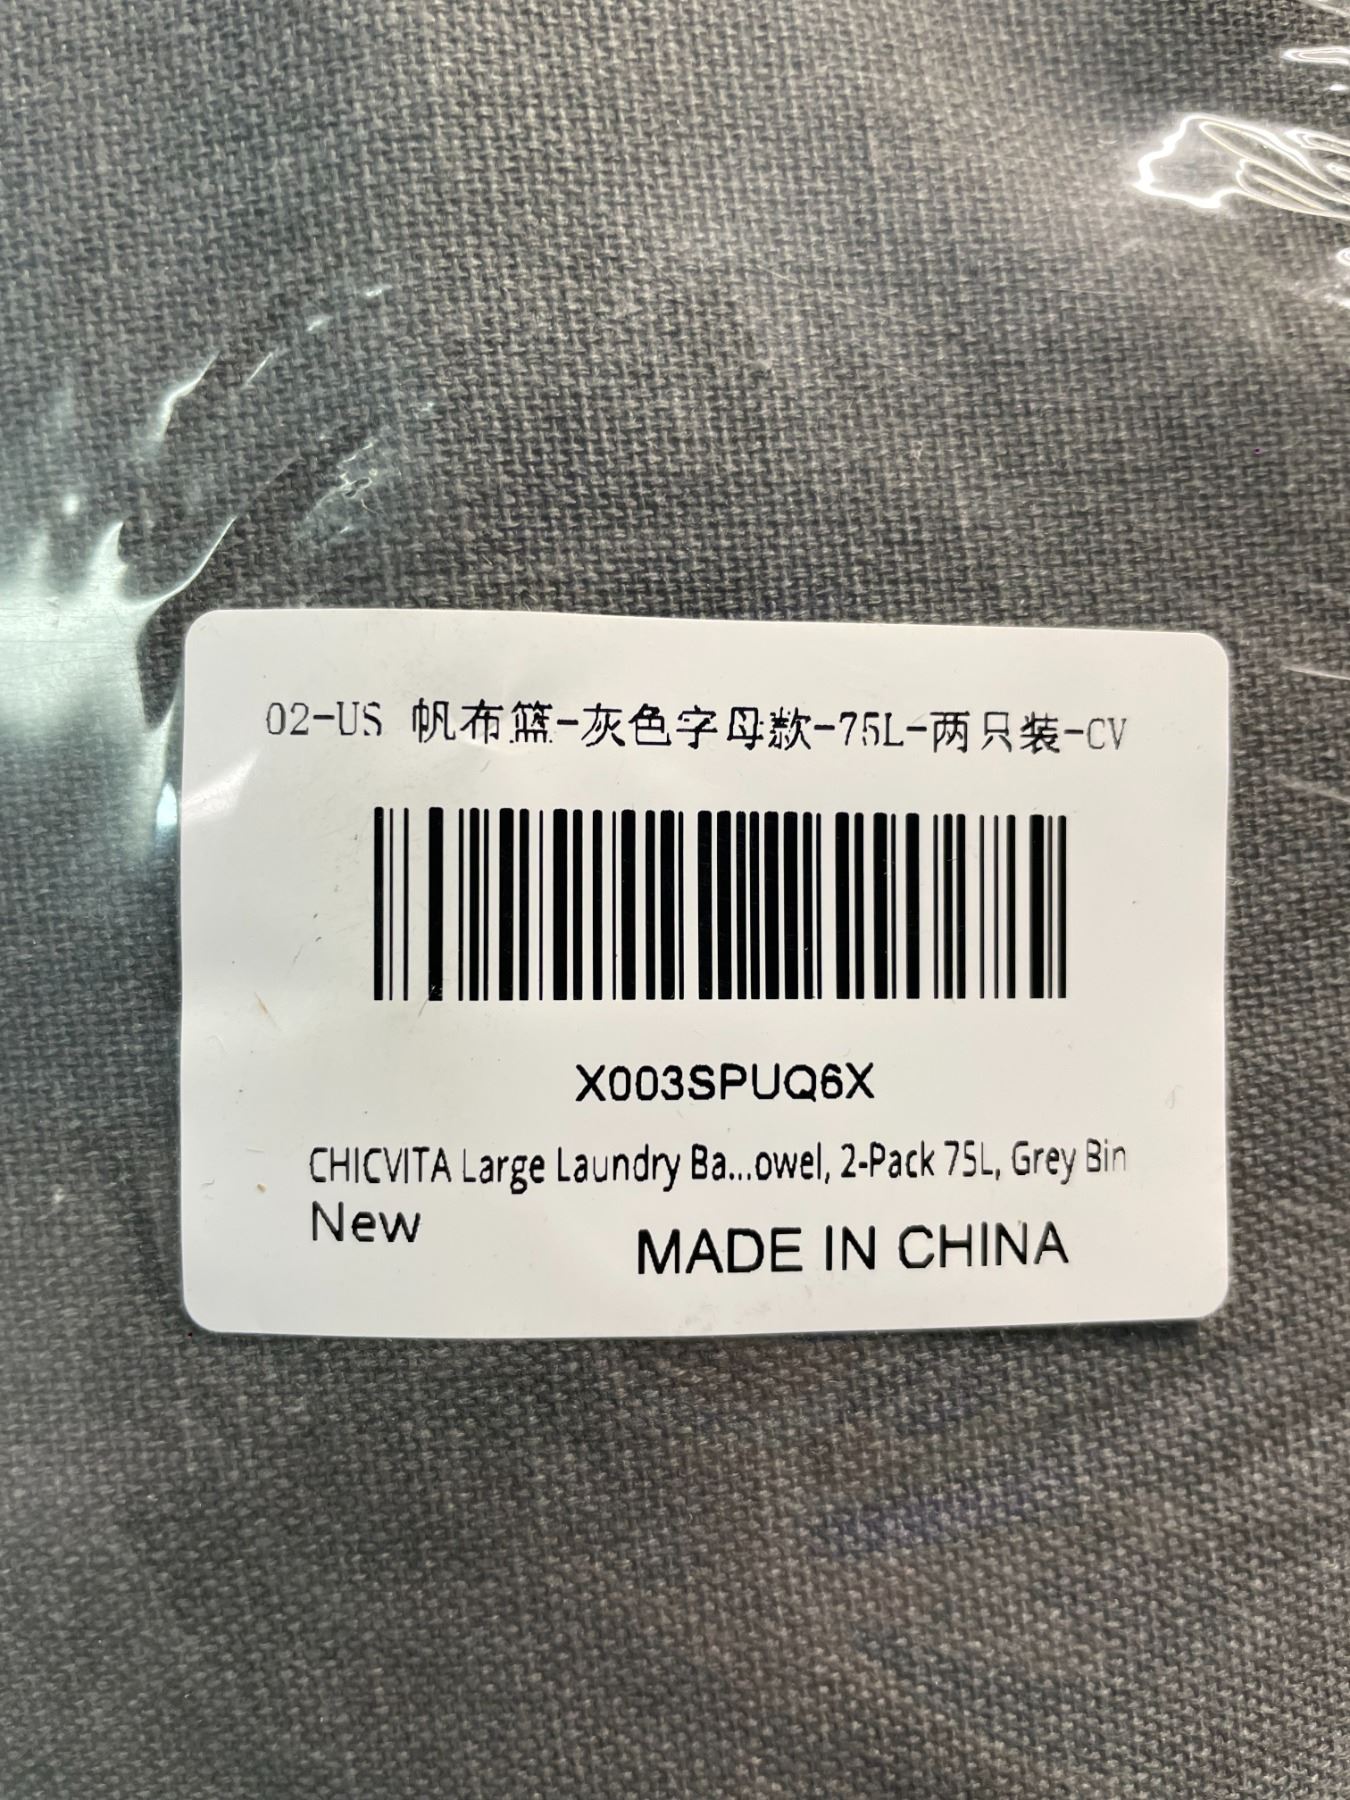 02-US 帆布篮-灰色字母款-75L-两只装-CV
X003SPUQ6X
CHICVITA Large Laundry Ba...owel, 2-Pack 75L, Grey Bin
New
MADE IN CHINA